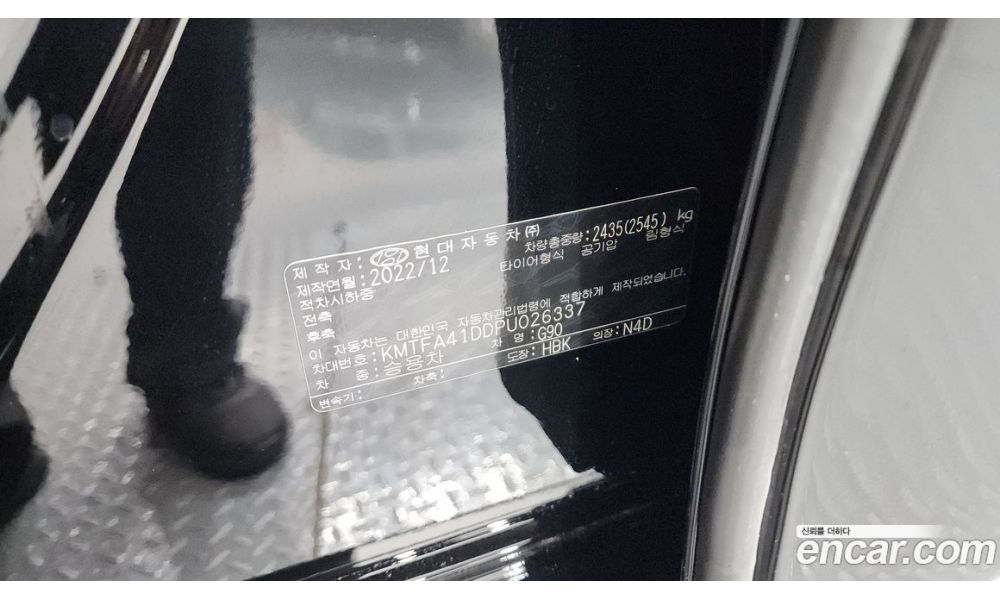 제 작 자 : 현대자동차㈜
제작연월 : 2022/12 차량총중량 : 2435(2545) kg
적차시하중 타이어형식 공기압 림형식
전축
후축
이 자동차는 대한민국 자동차관리법령에 적합하게 제작되었습니다.
차대번호 : KMTFA41DDPU026337
차 종 : 승용차 차 명 : G90
변속기 : 차축 : 도장 : HBK 의장 : N4D
신뢰를 더하다
encar.com